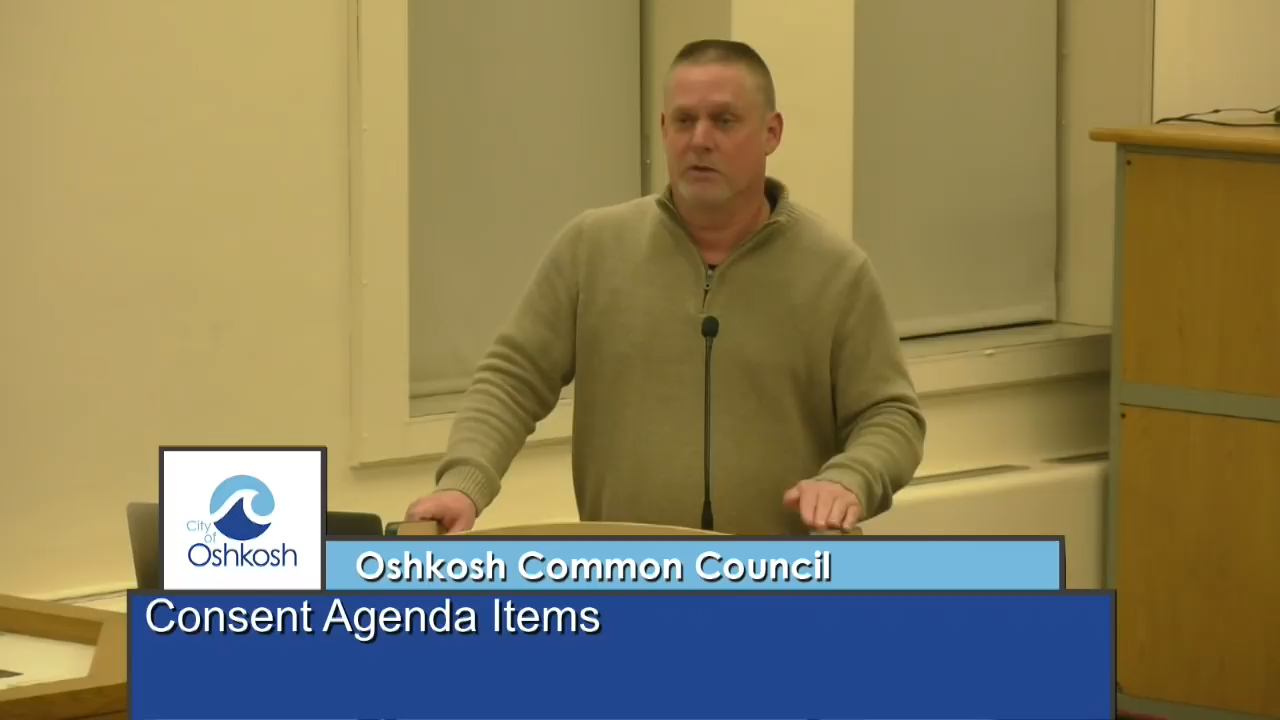 City
of
Oshkosh
Oshkosh Common Council
Consent Agenda Items